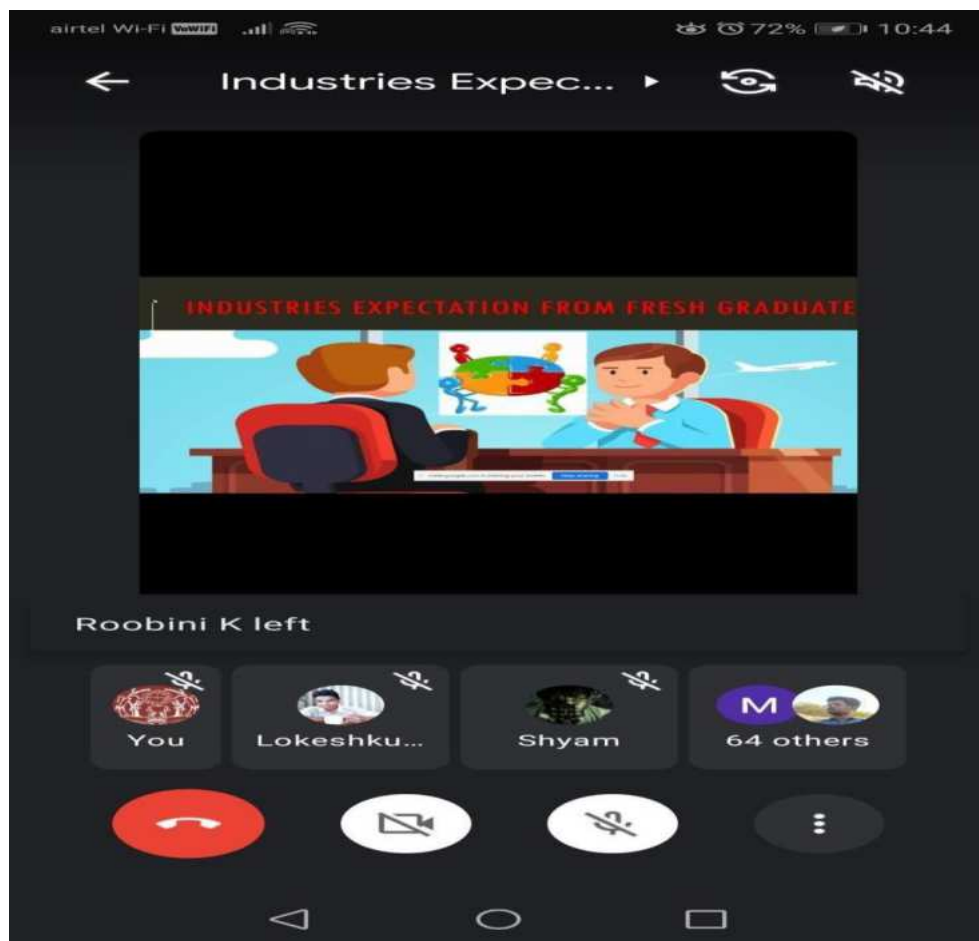 airtel Wi-Fi VoWiFi 72% 10:44
Industries Expec...
INDUSTRIES EXPECTATION FROM FRESH GRADUATE
Roobini K left
M
You Lokeshku... Shyam 64 others